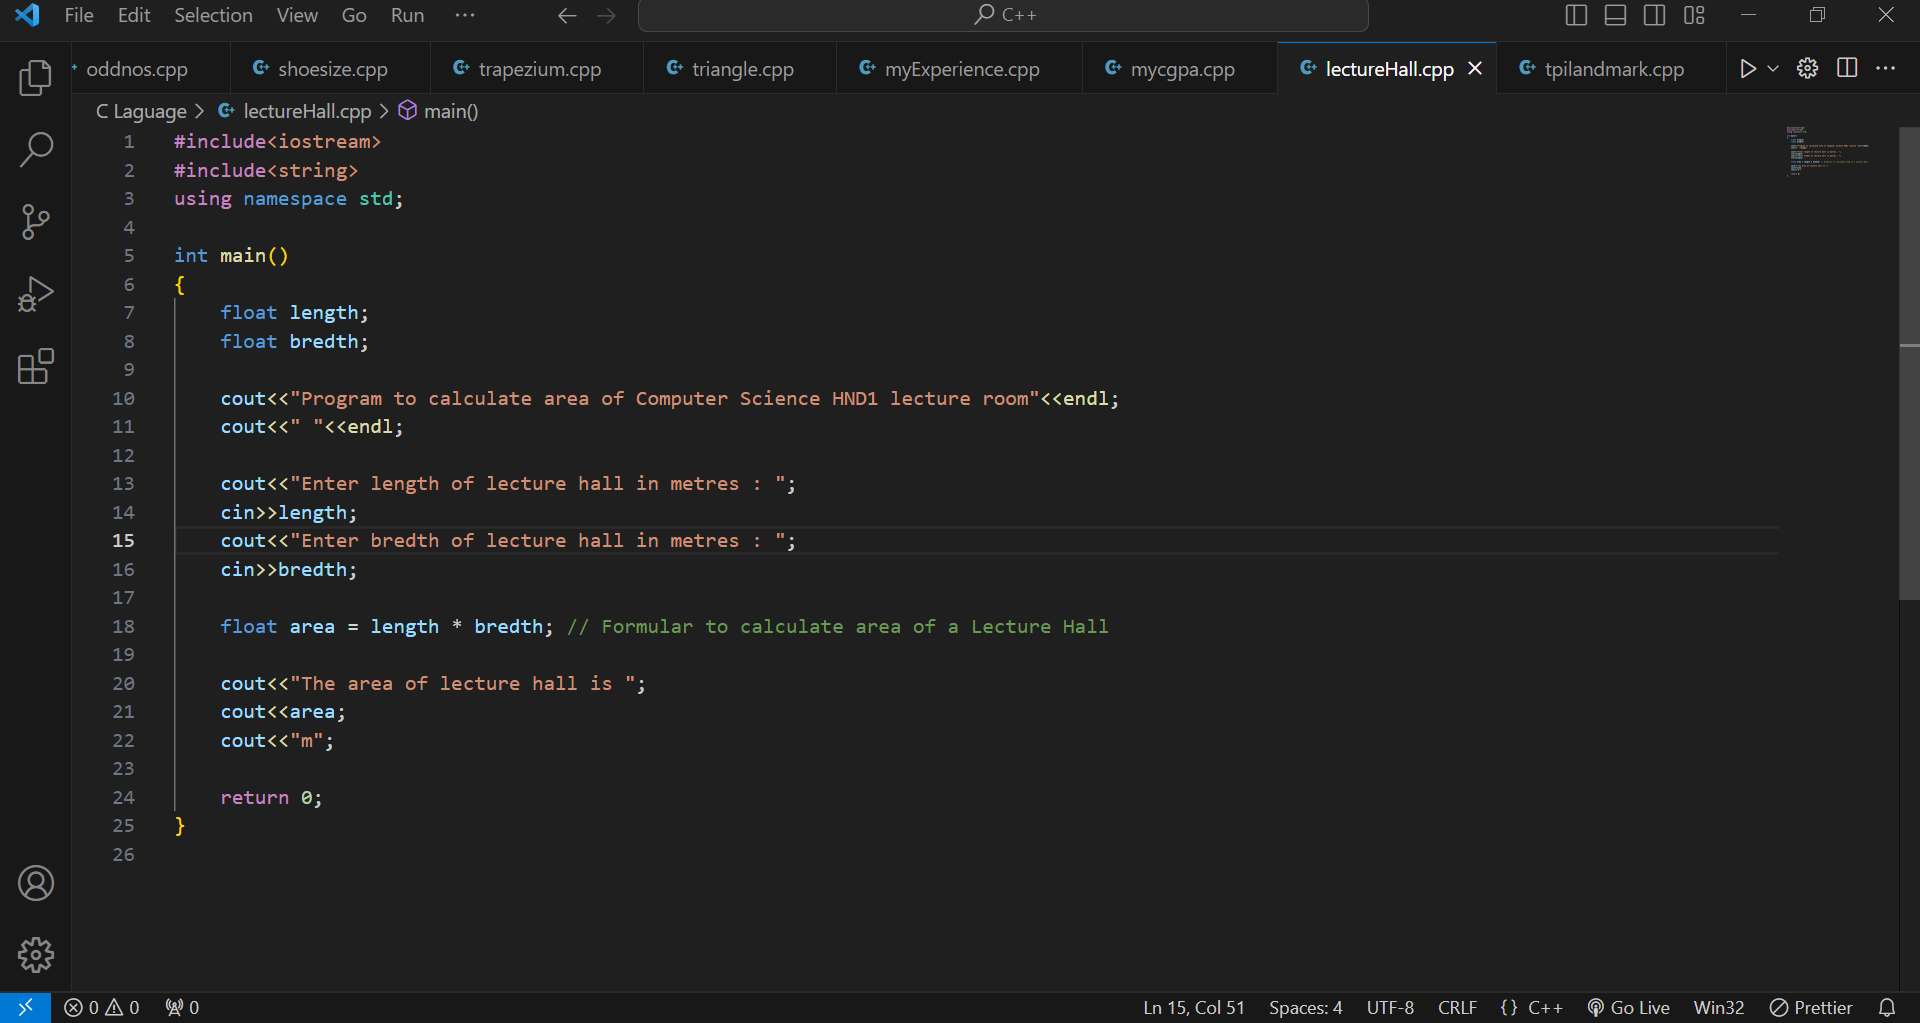 File Edit Selection View Go Run ··· C++
oddnos.cpp shoesize.cpp trapezium.cpp triangle.cpp myExperience.cpp mycgpa.cpp lectureHall.cpp tpilandmark.cpp
C Laguage > lectureHall.cpp > main()
1 #include<iostream>
2 #include<string>
3 using namespace std;
4
5 int main()
6 {
7 float length;
8 float bredth;
9
10 cout<<"Program to calculate area of Computer Science HND1 lecture room"<<endl;
11 cout<<" "<<endl;
12
13 cout<<"Enter length of lecture hall in metres : ";
14 cin>>length;
15 cout<<"Enter bredth of lecture hall in metres : ";
16 cin>>bredth;
17
18 float area = length * bredth; // Formular to calculate area of a Lecture Hall
19
20 cout<<"The area of lecture hall is ";
21 cout<<area;
22 cout<<"m";
23
24 return 0;
25 }
26
0 0 0 Ln 15, Col 51 Spaces: 4 UTF-8 CRLF {} C++ Go Live Win32 Prettier